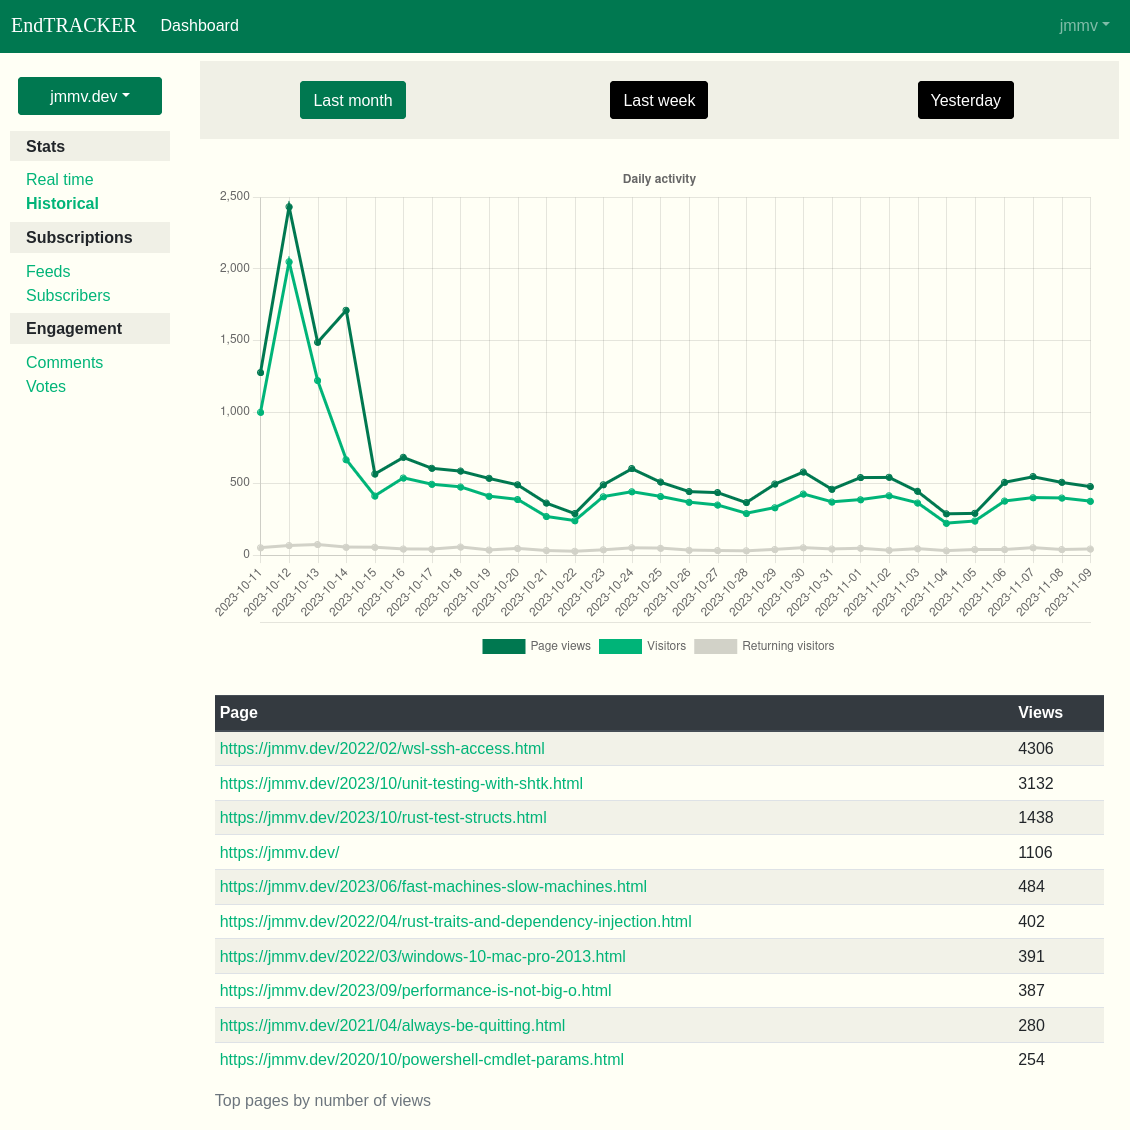 EndTRACKER Dashboard jmmv
jmmv.dev
Last month Last week Yesterday
Stats
Real time
Historical
Subscriptions
Feeds
Subscribers
Engagement
Comments
Votes
Daily activity
2,500
2,000
1,500
1,000
500
0
2023-10-11 2023-10-12 2023-10-13 2023-10-14 2023-10-15 2023-10-16 2023-10-17 2023-10-18 2023-10-19 2023-10-20 2023-10-21 2023-10-22 2023-10-23 2023-10-24 2023-10-25 2023-10-26 2023-10-27 2023-10-28 2023-10-29 2023-10-30 2023-10-31 2023-11-01 2023-11-02 2023-11-03 2023-11-04 2023-11-05 2023-11-06 2023-11-07 2023-11-08 2023-11-09
Page views Visitors Returning visitors
Page Views
https://jmmv.dev/2022/02/wsl-ssh-access.html 4306
https://jmmv.dev/2023/10/unit-testing-with-shtk.html 3132
https://jmmv.dev/2023/10/rust-test-structs.html 1438
https://jmmv.dev/ 1106
https://jmmv.dev/2023/06/fast-machines-slow-machines.html 484
https://jmmv.dev/2022/04/rust-traits-and-dependency-injection.html 402
https://jmmv.dev/2022/03/windows-10-mac-pro-2013.html 391
https://jmmv.dev/2023/09/performance-is-not-big-o.html 387
https://jmmv.dev/2021/04/always-be-quitting.html 280
https://jmmv.dev/2020/10/powershell-cmdlet-params.html 254
Top pages by number of views